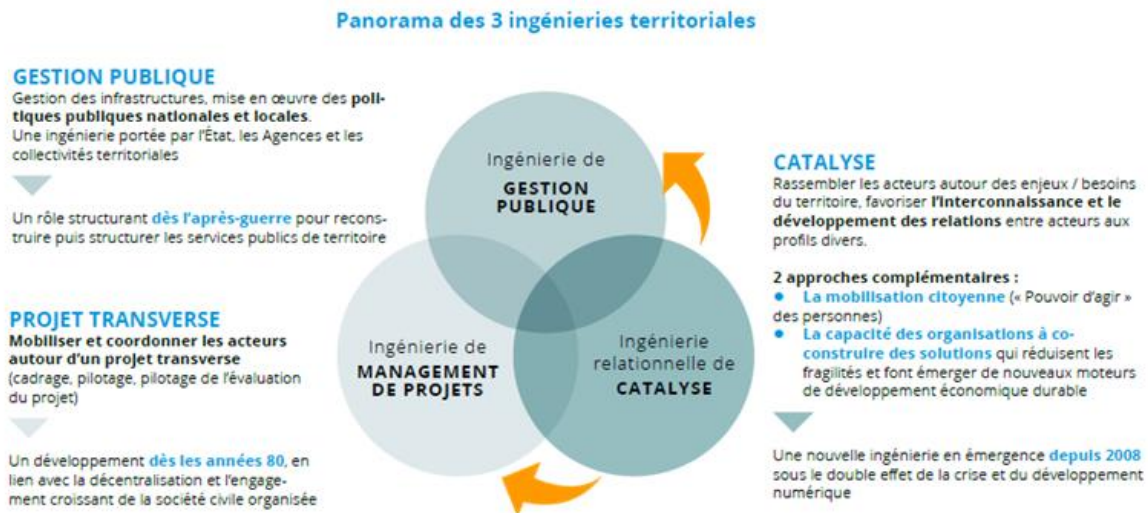 Panorama des 3 ingénieries territoriales
GESTION PUBLIQUE
Gestion des infrastructures, mise en œuvre des poli-
tiques publiques nationales et locales.
Une ingénierie portée par l'État, les Agences et les
collectivités territoriales
Un rôle structurant dès l'après-guerre pour recons-
truire puis structurer les services publics de territoire
PROJET TRANSVERSE
Mobiliser et coordonner les acteurs
autour d'un projet transverse
(cadrage, pilotage, pilotage de l'évaluation
du projet)
Un développement dès les années 80, en
lien avec la décentralisation et l'engage-
ment croissant de la société civile organisée
Ingénierie de
GESTION
PUBLIQUE
Ingénierie de
MANAGEMENT
DE PROJETS
Ingénierie
relationnelle de
CATALYSE
CATALYSE
Rassembler les acteurs autour des enjeux / besoins
du territoire, favoriser l'interconnaissance et le
développement des relations entre acteurs aux
profils divers.
2 approches complémentaires :
● La mobilisation citoyenne (« Pouvoir d'agir »
des personnes)
● La capacité des organisations à co-
construire des solutions qui réduisent les
fragilités et font émerger de nouveaux moteurs
de développement économique durable
Une nouvelle ingénierie en émergence depuis 2008
sous le double effet de la crise et du développement
numérique